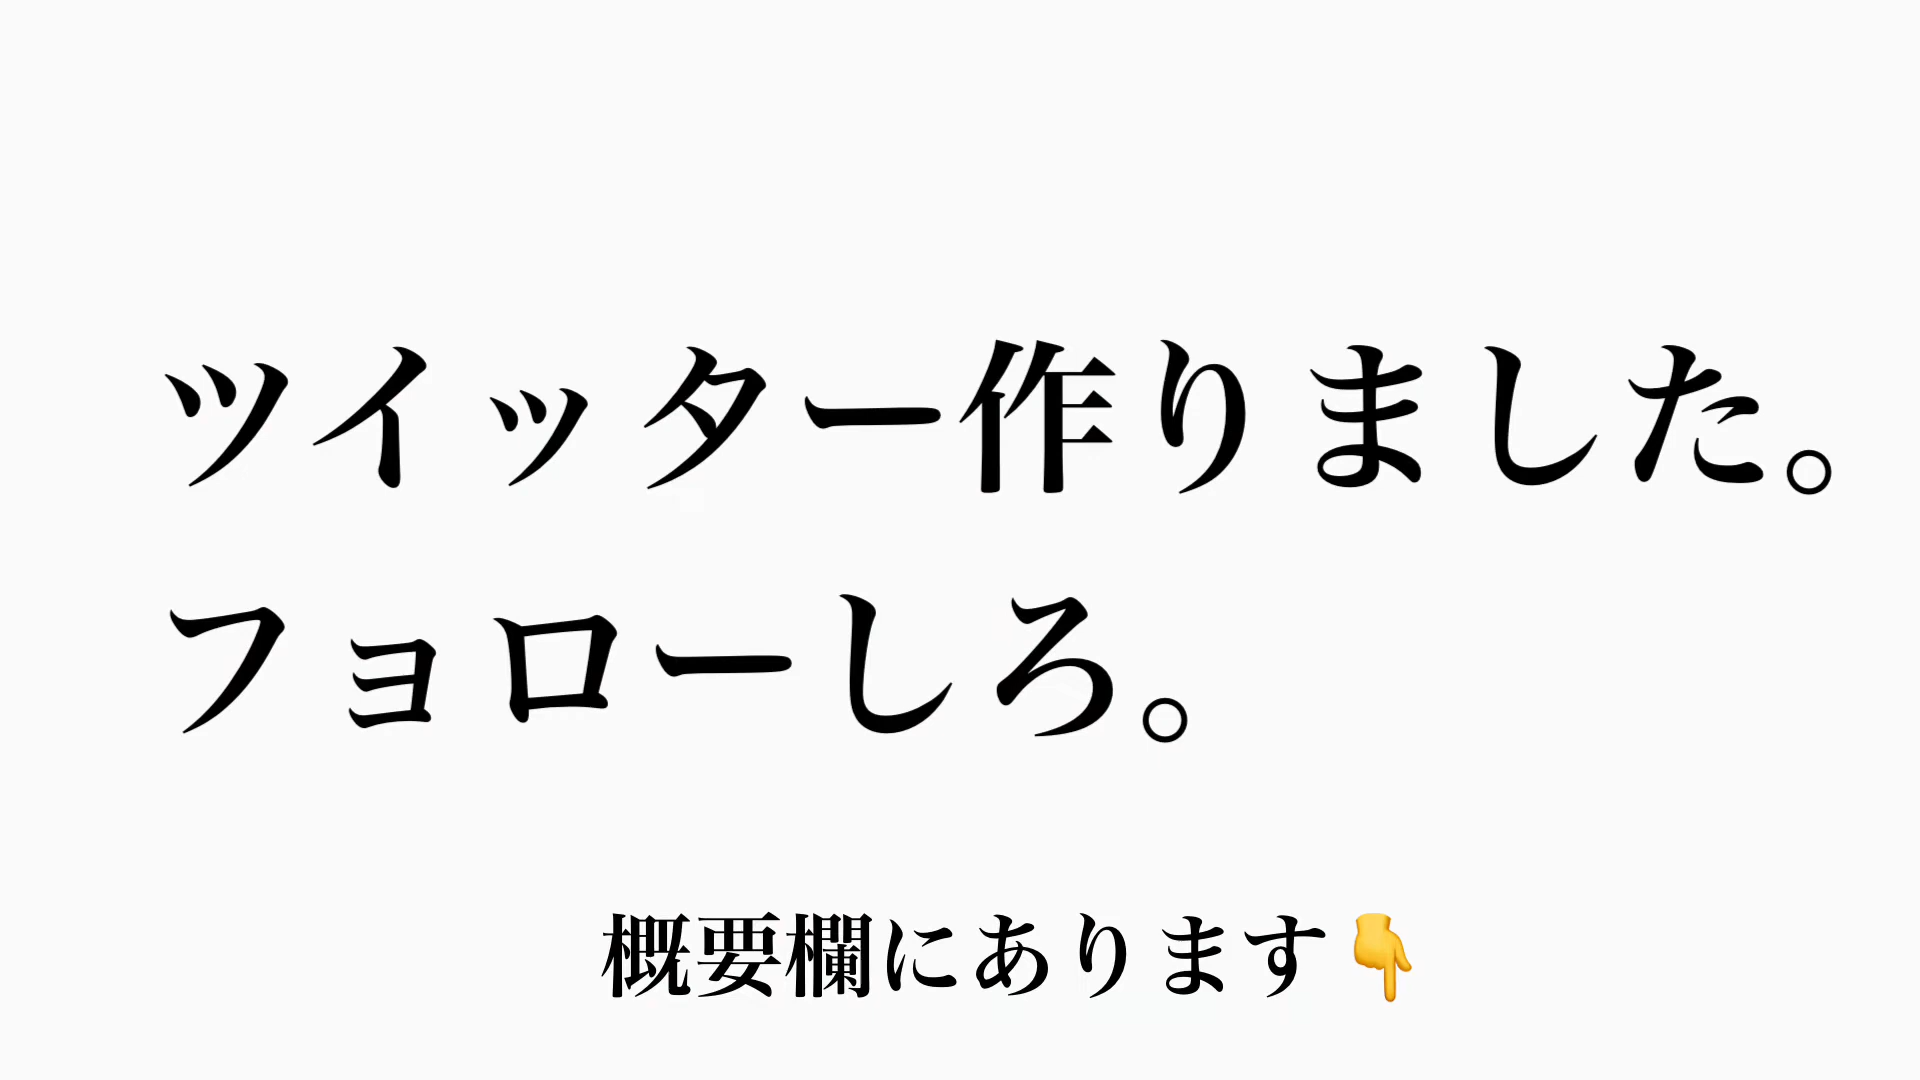 ツイッター作りました。
フョローしろ。
概要欄にあります👇